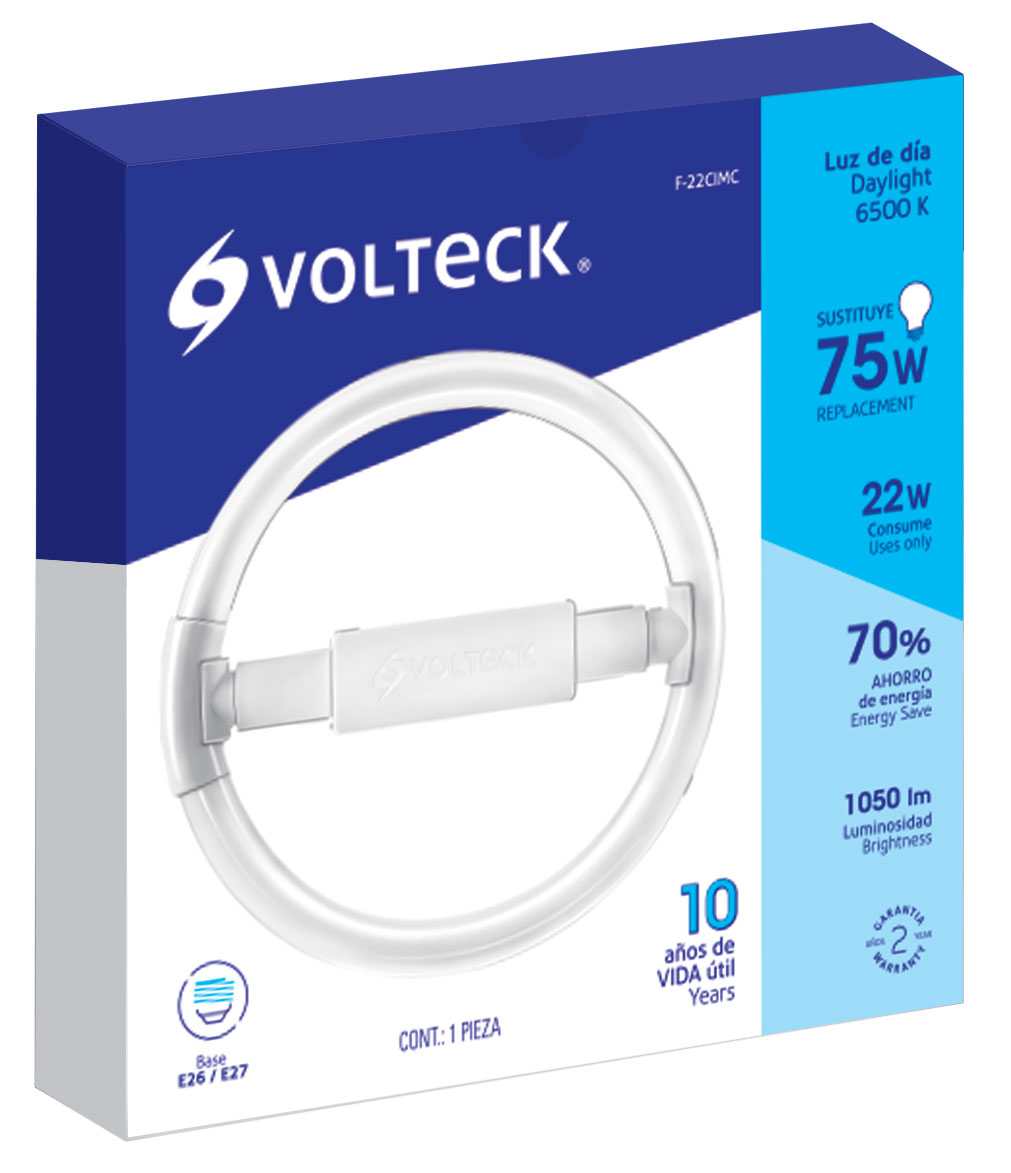 F-22CIMC
VOLTECK®
Luz de día
Daylight
6500 K
SUSTITUYE
75W
REPLACEMENT
22W
Consume
Uses only
70%
AHORRO
de energía
Energy Save
1050 lm
Luminosidad
Brightness
GARANTÍA
AÑOS 2 YEAR
WARRANTY
VOLTECK
10
años de
VIDA útil
Years
CONT.: 1 PIEZA
Base
E26 / E27